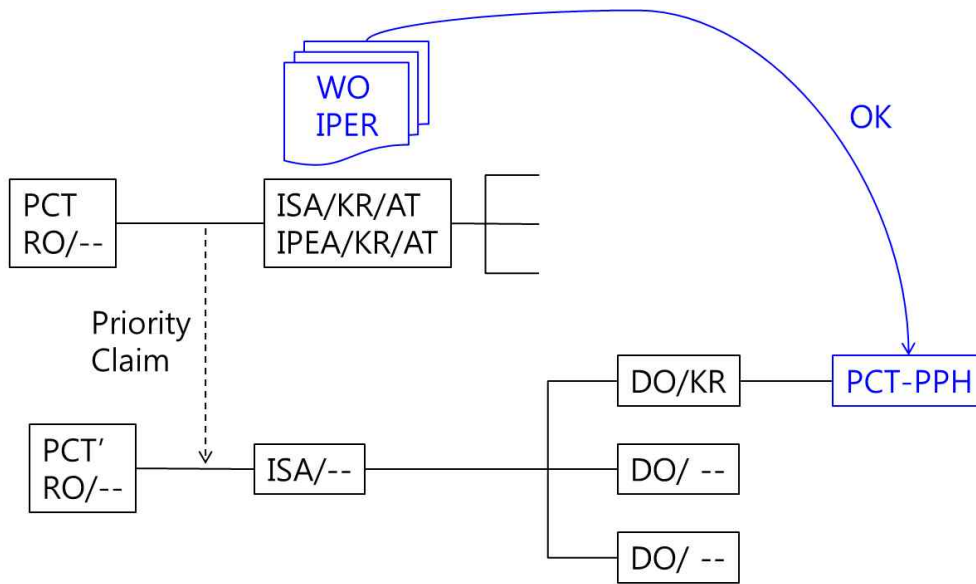 WO
IPER
OK
PCT
RO/--
ISA/KR/AT
IPEA/KR/AT
Priority
Claim
DO/KR
PCT-PPH
PCT'
RO/--
ISA/--
DO/ --
DO/ --